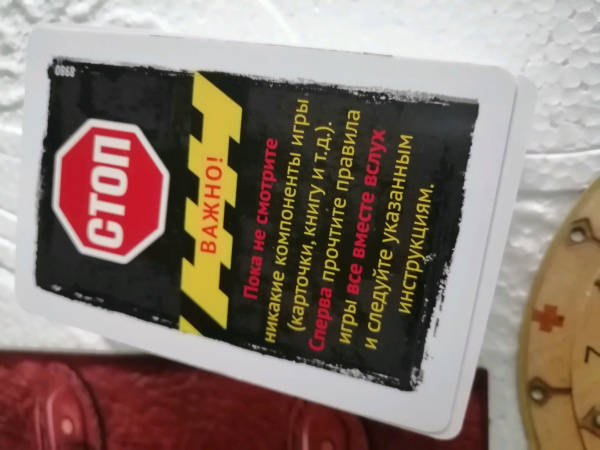 0868
СТОП
ВАЖНО!
Пока не смотрите
никакие компоненты игры
(карточки, книгу и т.д.).
Сперва прочтите правила
игры все вместе вслух
и следуйте указанным
инструкциям.